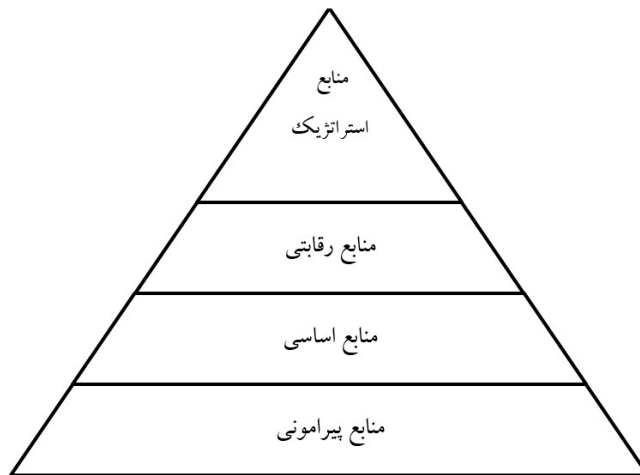 منابع
استراتژیک
منابع رقابتی
منابع اساسی
منابع پیرامونی